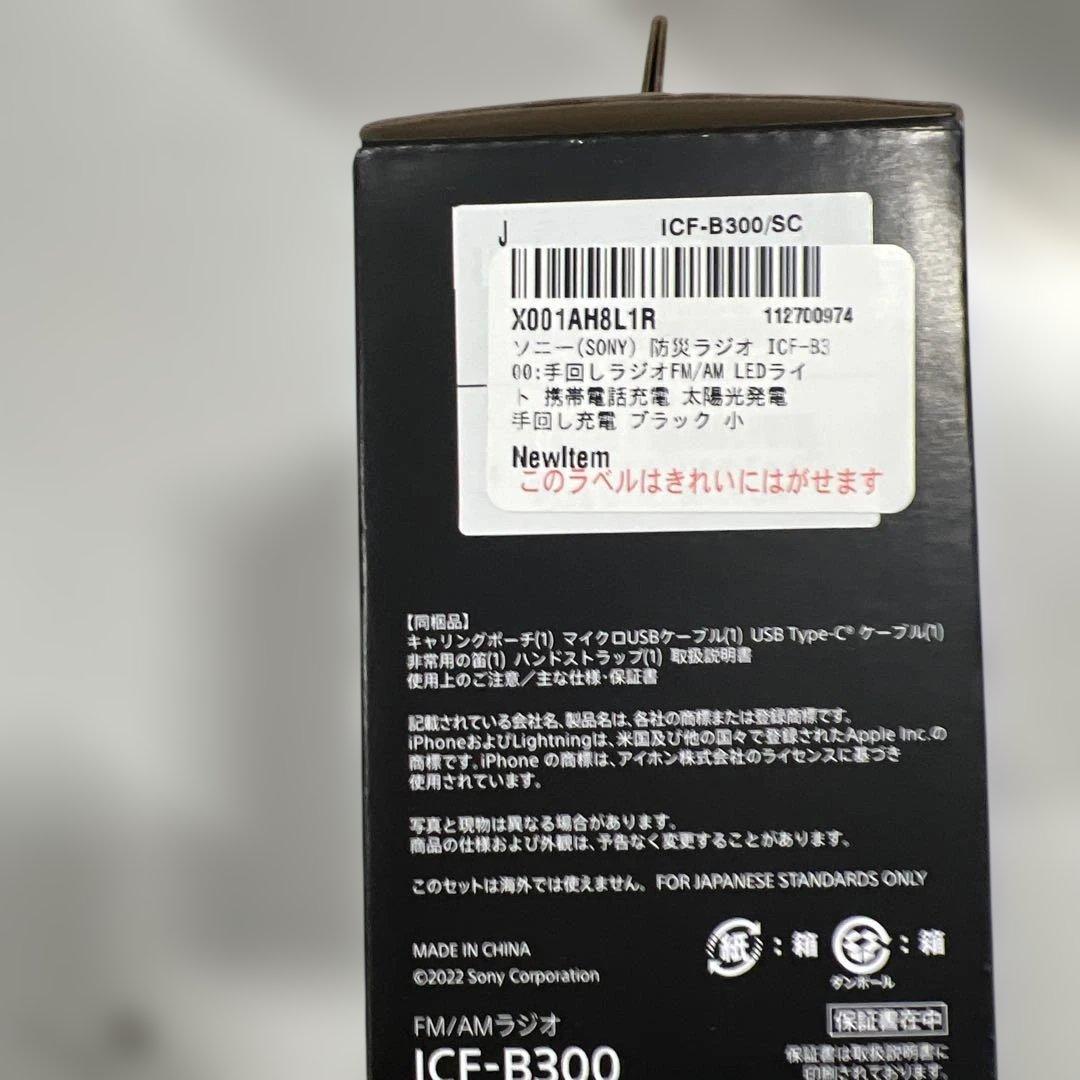 J ICF-B300/SC
X001AH8L1R 112700974
ソニー(SONY) 防災ラジオ ICF-B3
00:手回しラジオFM/AM LEDライ
ト 携帯電話充電 太陽光発電
手回し充電 ブラック 小
NewItem
このラベルはきれいにはがせます
【同梱品】
キャリングポーチ(1) マイクロUSBケーブル(1) USB Type-C® ケーブル(1)
非常用の笛(1) ハンドストラップ(1) 取扱説明書
使用上のご注意／主な仕様・保証書
記載されている会社名、製品名は、各社の商標または登録商標です。
iPhoneおよびLightningは、米国及び他の国々で登録されたApple Inc.の
商標です。iPhone の商標は、アイホン株式会社のライセンスに基づき
使用されています。
写真と現物は異なる場合があります。
商品の仕様および外観は、予告なく変更することがあります。
このセットは海外では使えません。 FOR JAPANESE STANDARDS ONLY
紙：箱 ：箱
ダンボール
MADE IN CHINA
©2022 Sony Corporation
FM/AMラジオ
ICF-B300
保証書在中
保証書は取扱説明書に
印刷されております。